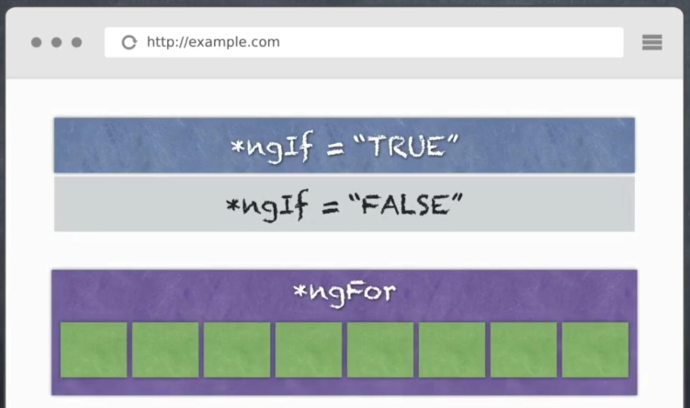 http://example.com
*ngIf = “TRUE”
*ngIf = “FALSE”
*ngFor